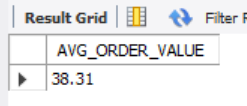 Result Grid Filter
AVG_ORDER_VALUE
38.31